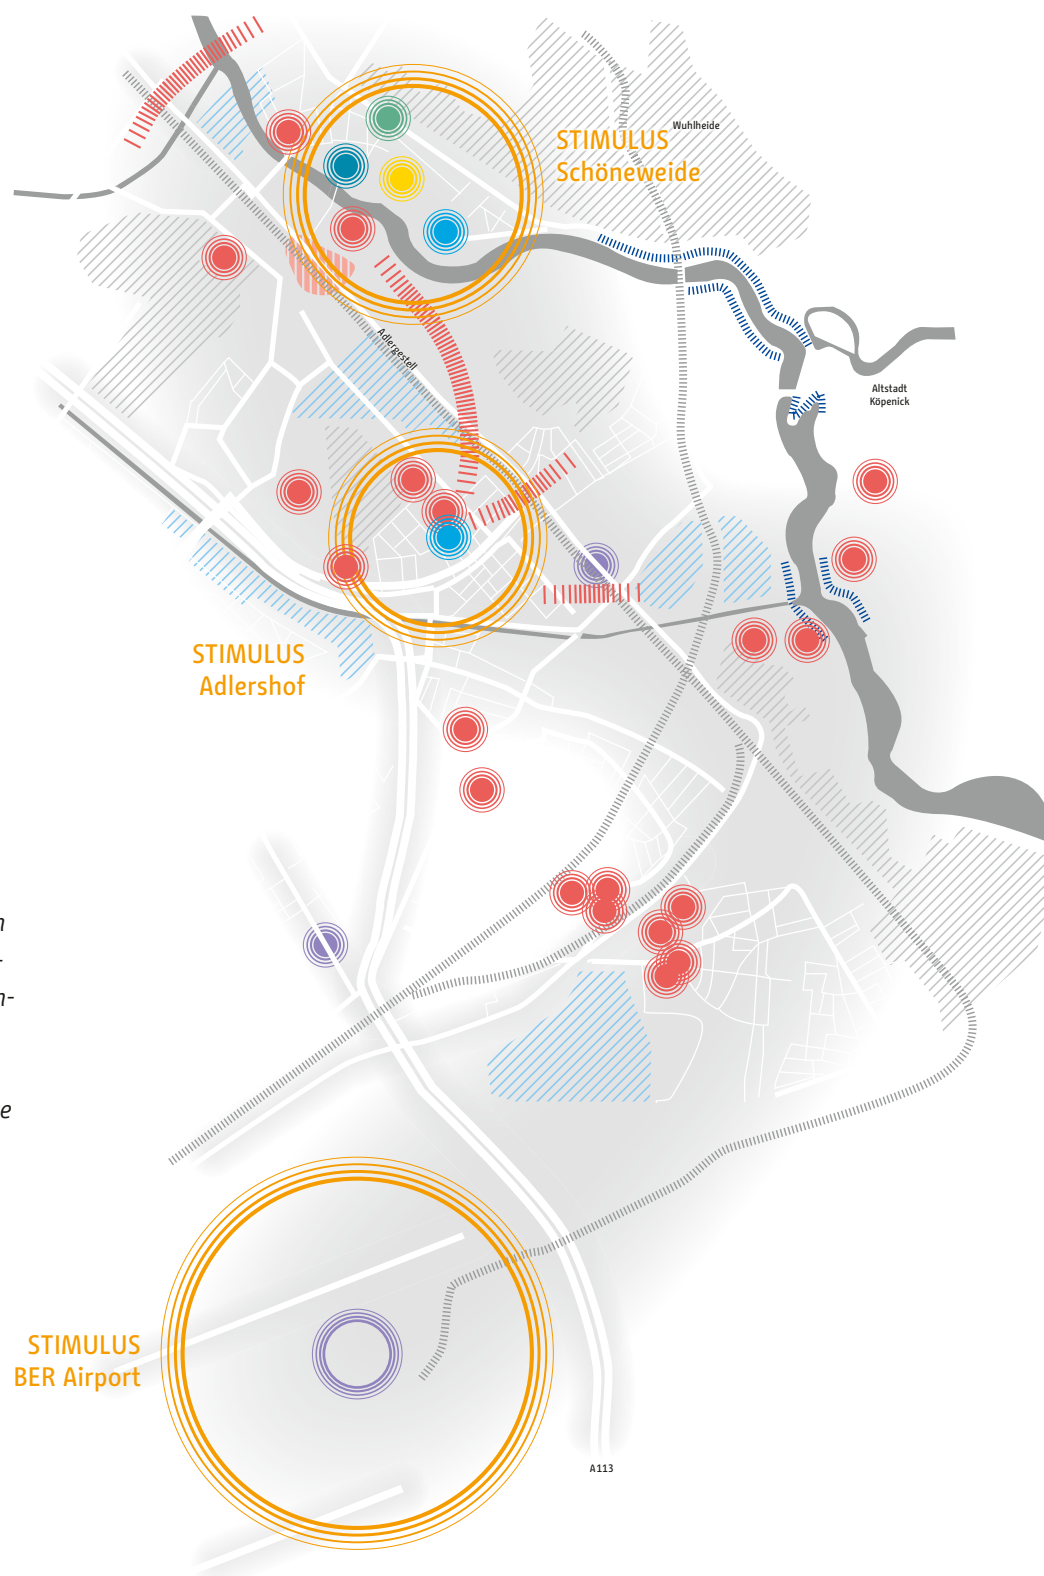 STIMULUS
Schöneweide
Wuhlheide
Adlergestell
Altstadt
Köpenick
STIMULUS
Adlershof
n-
e
STIMULUS
BER Airport
A113